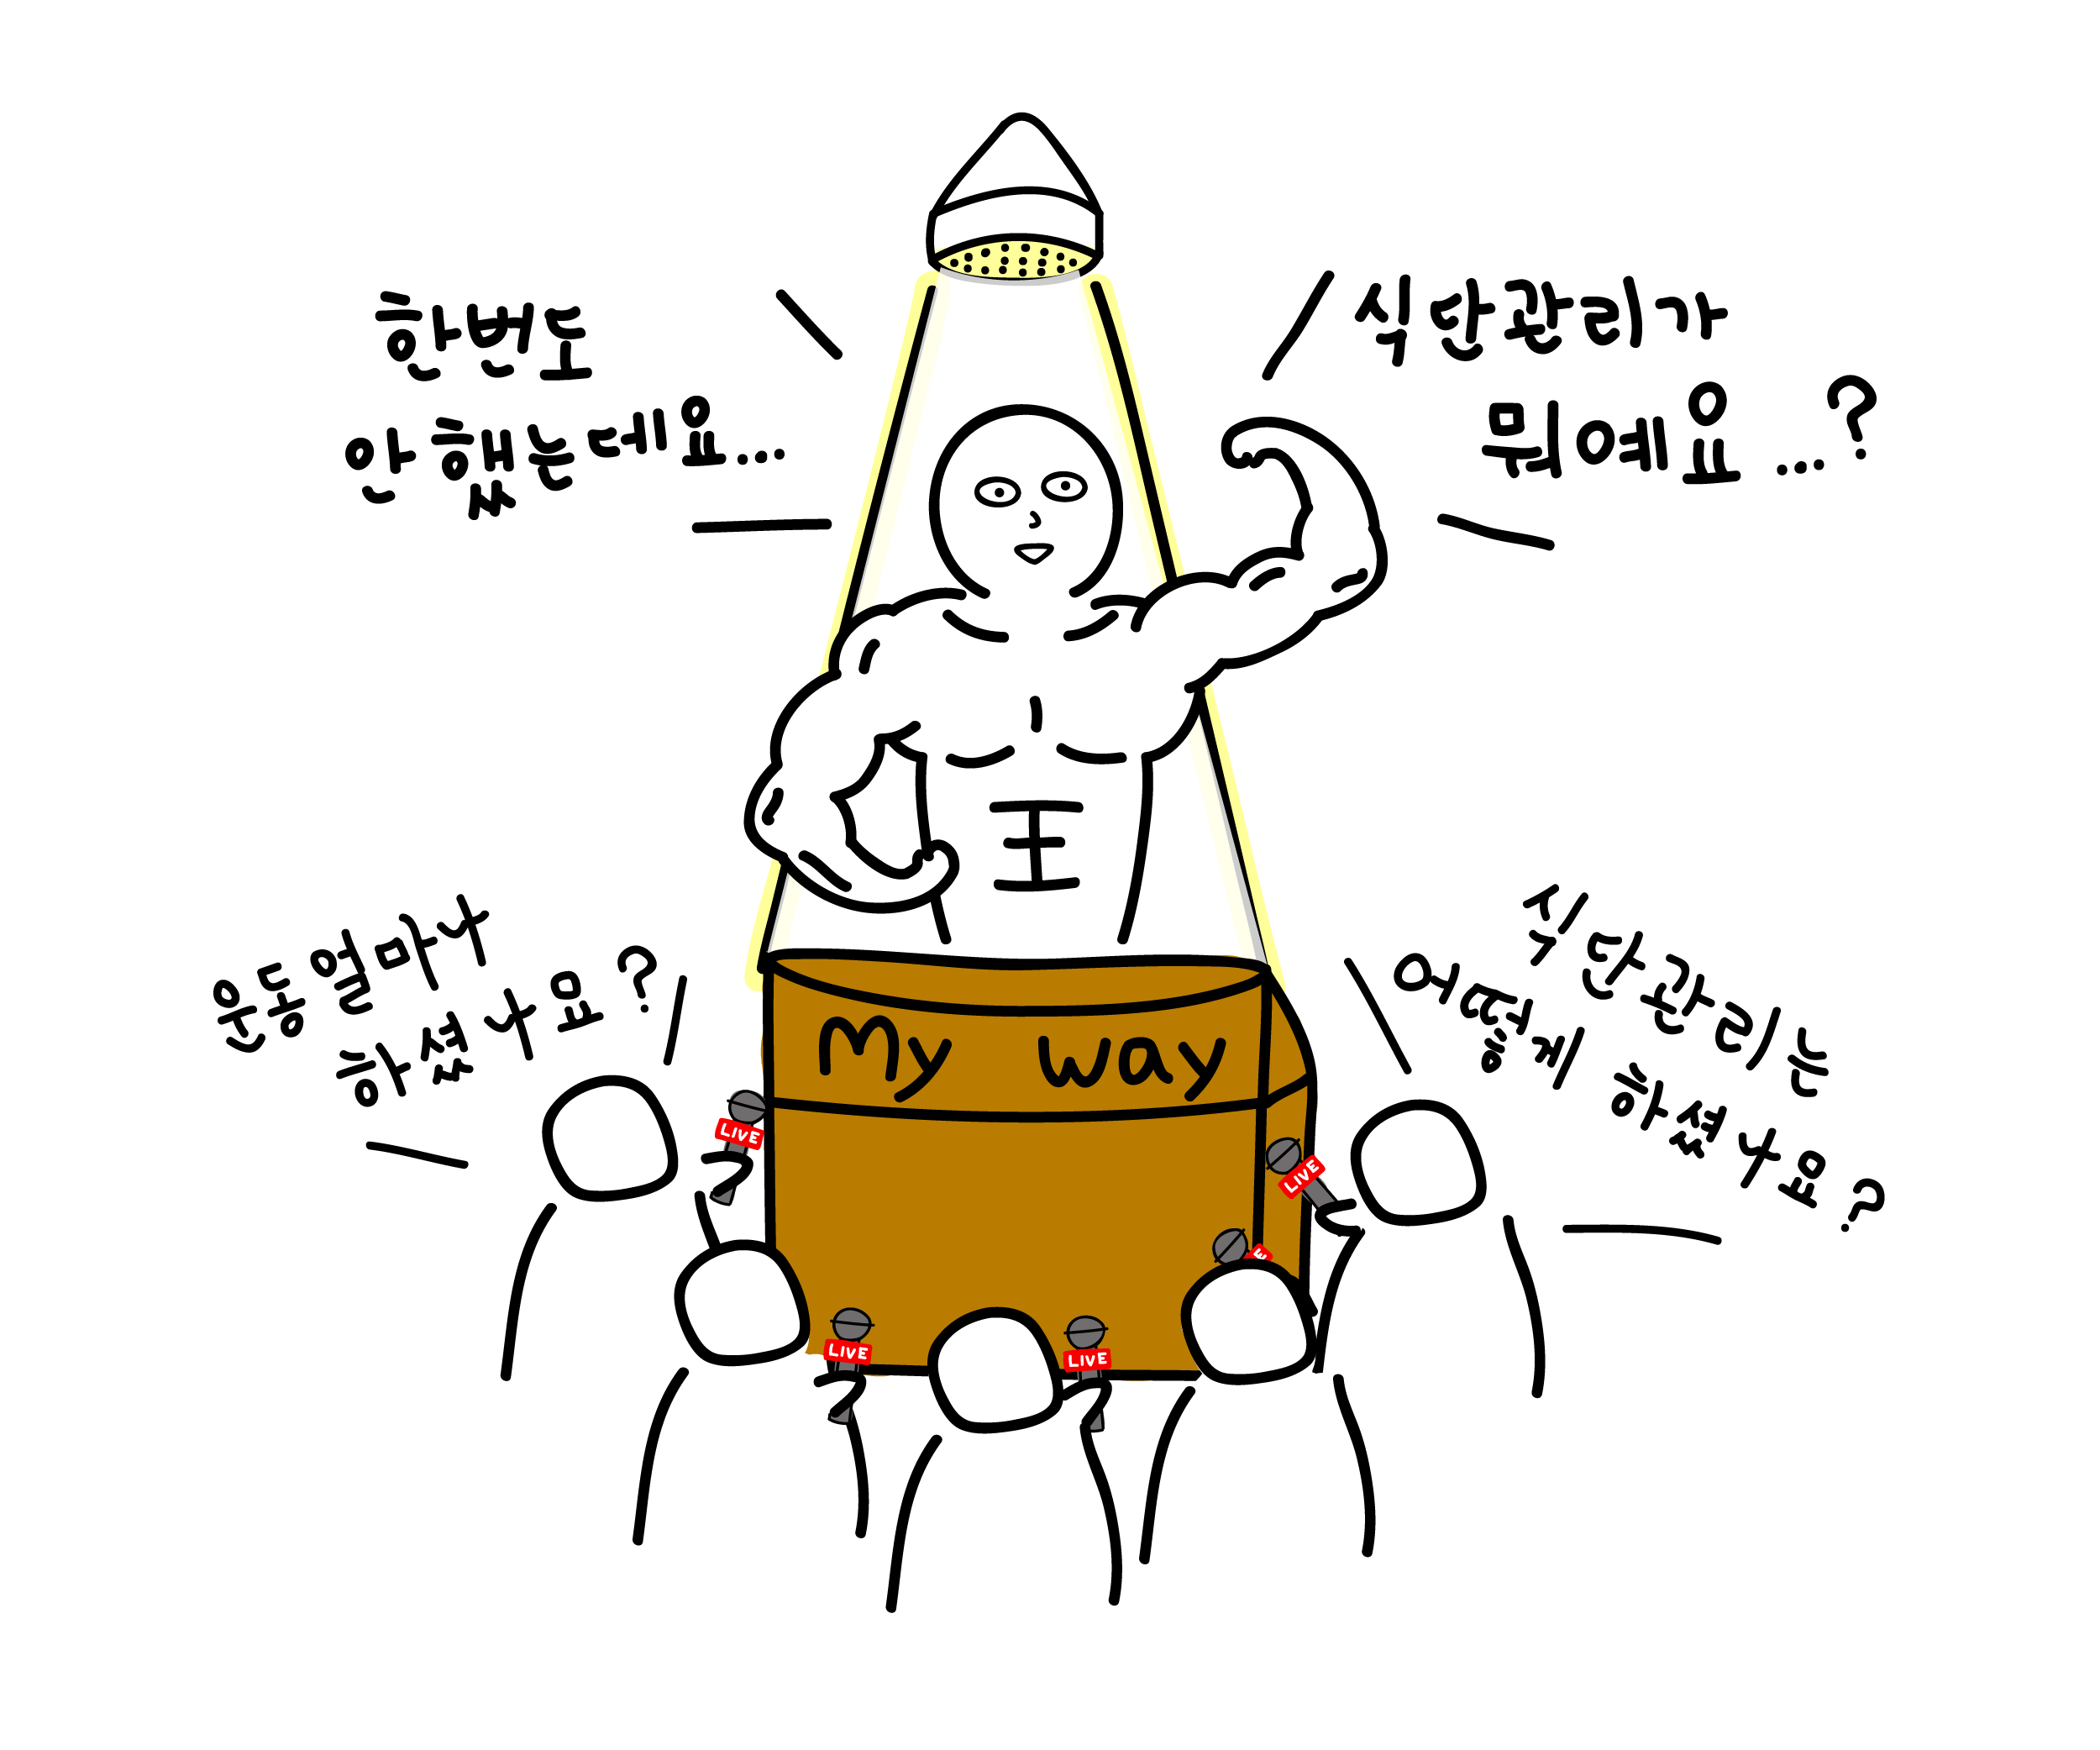 한번도
안 했는데요...
식단관리가
뭐에요...?
운동 얼마나
하셨나요?
식단관리는
어떻게 하셨나요?
My way
王
LIVE
LIVE
E
LIVE
LIVE